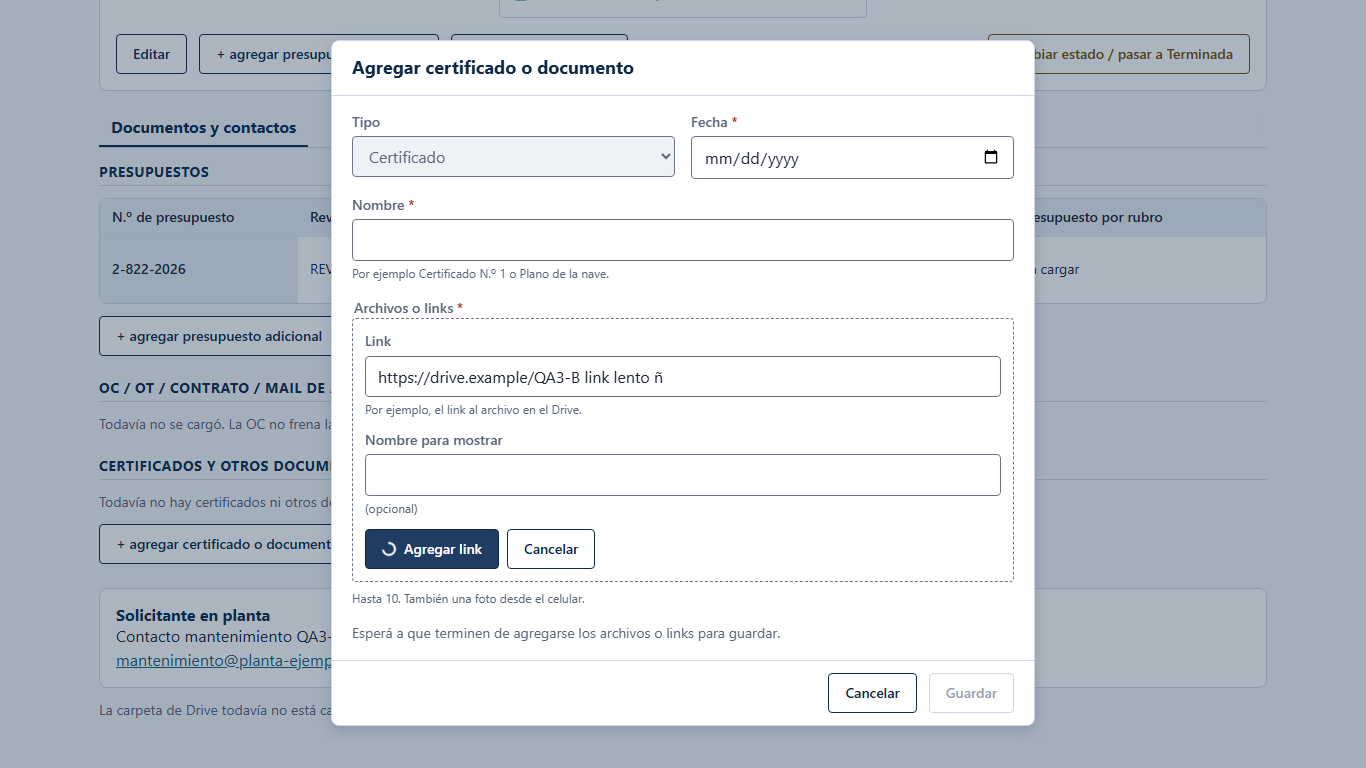 Editar
+ agregar presupu
biar estado / pasar a Terminada
Agregar certificado o documento
Documentos y contactos
Tipo
Fecha *
Certificado
mm/dd/yyyy
PRESUPUESTOS
Nombre *
N.º de presupuesto
Rev
esupuesto por rubro
2-822-2026
REV
cargar
Por ejemplo Certificado N.º 1 o Plano de la nave.
Archivos o links *
+ agregar presupuesto adicional
Link
https://drive.example/QA3-B link lento ñ
OC / OT / CONTRATO / MAIL DE
Por ejemplo, el link al archivo en el Drive.
Todavía no se cargó. La OC no frena la
Nombre para mostrar
CERTIFICADOS Y OTROS DOCUM
Todavía no hay certificados ni otros d
(opcional)
+ agregar certificado o document
Agregar link
Cancelar
Hasta 10. También una foto desde el celular.
Solicitante en planta
Contacto mantenimiento QA3-
Esperá a que terminen de agregarse los archivos o links para guardar.
mantenimiento@planta-ejemp
Cancelar
Guardar
La carpeta de Drive todavía no está ca